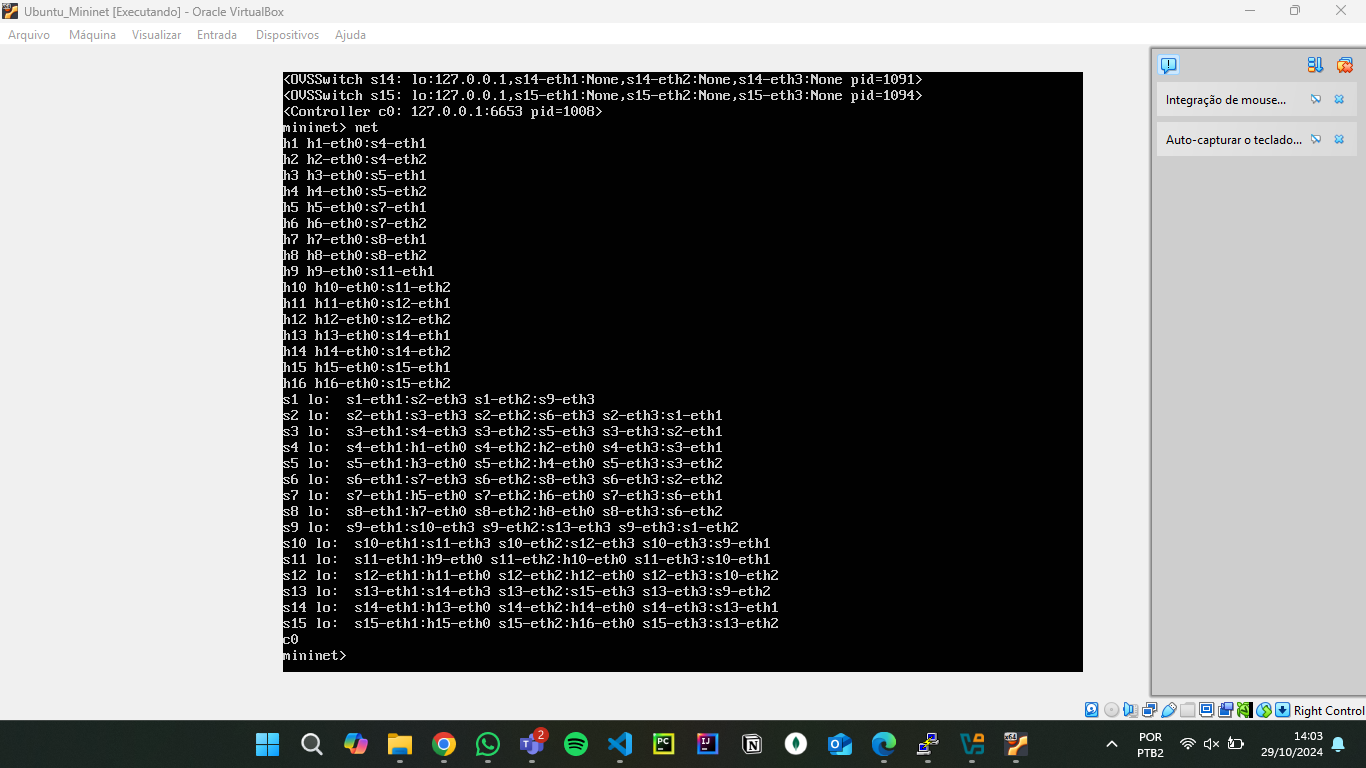 Ubuntu_Mininet [Executando] - Oracle VirtualBox
Arquivo Máquina Visualizar Entrada Dispositivos Ajuda
<OVSSwitch s14: lo:127.0.0.1,s14-eth1:None,s14-eth2:None,s14-eth3:None pid=1091>
<OVSSwitch s15: lo:127.0.0.1,s15-eth1:None,s15-eth2:None,s15-eth3:None pid=1094>
<Controller c0: 127.0.0.1:6653 pid=1008>
mininet> net
h1 h1-eth0:s4-eth1
h2 h2-eth0:s4-eth2
h3 h3-eth0:s5-eth1
h4 h4-eth0:s5-eth2
h5 h5-eth0:s7-eth1
h6 h6-eth0:s7-eth2
h7 h7-eth0:s8-eth1
h8 h8-eth0:s8-eth2
h9 h9-eth0:s11-eth1
h10 h10-eth0:s11-eth2
h11 h11-eth0:s12-eth1
h12 h12-eth0:s12-eth2
h13 h13-eth0:s14-eth1
h14 h14-eth0:s14-eth2
h15 h15-eth0:s15-eth1
h16 h16-eth0:s15-eth2
s1 lo:  s1-eth1:s2-eth3 s1-eth2:s9-eth3
s2 lo:  s2-eth1:s3-eth3 s2-eth2:s6-eth3 s2-eth3:s1-eth1
s3 lo:  s3-eth1:s4-eth3 s3-eth2:s5-eth3 s3-eth3:s2-eth1
s4 lo:  s4-eth1:h1-eth0 s4-eth2:h2-eth0 s4-eth3:s3-eth1
s5 lo:  s5-eth1:h3-eth0 s5-eth2:h4-eth0 s5-eth3:s3-eth2
s6 lo:  s6-eth1:s7-eth3 s6-eth2:s8-eth3 s6-eth3:s2-eth2
s7 lo:  s7-eth1:h5-eth0 s7-eth2:h6-eth0 s7-eth3:s6-eth1
s8 lo:  s8-eth1:h7-eth0 s8-eth2:h8-eth0 s8-eth3:s6-eth2
s9 lo:  s9-eth1:s10-eth3 s9-eth2:s13-eth3 s9-eth3:s1-eth2
s10 lo:  s10-eth1:s11-eth3 s10-eth2:s12-eth3 s10-eth3:s9-eth1
s11 lo:  s11-eth1:h9-eth0 s11-eth2:h10-eth0 s11-eth3:s10-eth1
s12 lo:  s12-eth1:h11-eth0 s12-eth2:h12-eth0 s12-eth3:s10-eth2
s13 lo:  s13-eth1:s14-eth3 s13-eth2:s15-eth3 s13-eth3:s9-eth2
s14 lo:  s14-eth1:h13-eth0 s14-eth2:h14-eth0 s14-eth3:s13-eth1
s15 lo:  s15-eth1:h15-eth0 s15-eth2:h16-eth0 s15-eth3:s13-eth2
c0
mininet>
Integração de mouse...
Auto-capturar o teclado...
Right Control
2
PC
IJ
POR
PTB2
14:03
29/10/2024